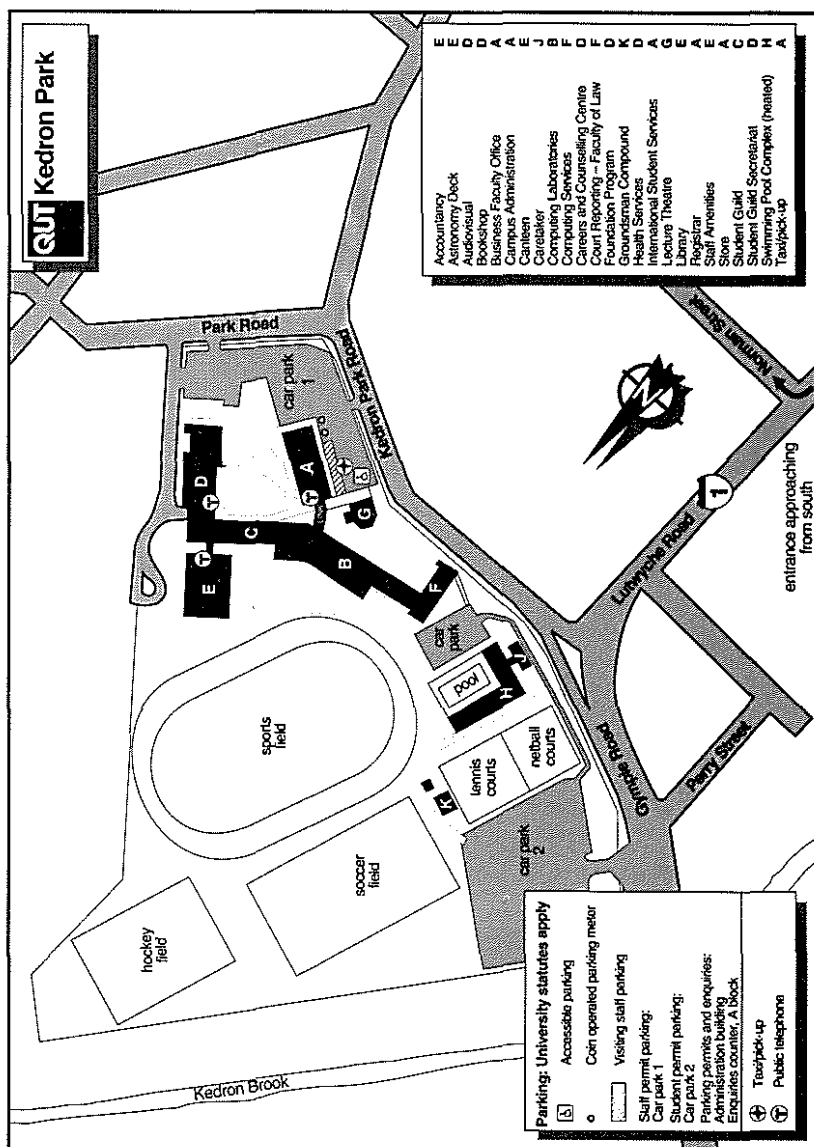 QUT Kedron Park
Park Road
Kedron Park Road
car park
1
D
A
E
C
G
B
F
car
park
pool
H
J
sports
field
tennis
courts
netball
courts
K
soccer
field
car park
2
hockey
field
Kedron Brook
Gympie Road
Lutwyche Road
1
Norman Street
Perry Street
N
entrance approaching
from south
Parking: University statutes apply
Accessible parking
Coin operated parking meter
Visiting staff parking
Staff permit parking:
Car park 1
Student permit parking:
Car park 2
Parking permits and enquiries:
Administration building
Enquiries counter, A block
Taxi/pick-up
T Public telephone
Accountancy E
Astronomy Deck E
Audiovisual D
Bookshop D
Business Faculty Office A
Campus Administration A
Canteen E
Caretaker J
Computing Laboratories B
Computing Services F
Careers and Counselling Centre D
Court Reporting – Faculty of Law F
Foundation Program D
Groundsman Compound K
Health Services D
International Student Services A
Lecture Theatre G
Library E
Registrar A
Staff Amenities E
Store A
Student Guild C
Student Guild Secretariat D
Swimming Pool Complex (heated) H
Taxi/pick-up A